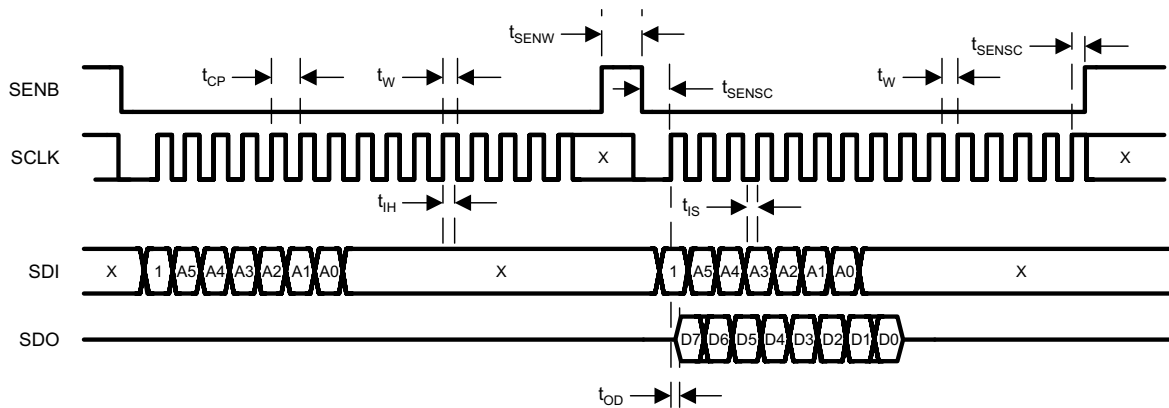 tSENW
tSENSC
tCP
tW
tW
SENB
tSENSC
SCLK
X
X
tIH
tIS
SDI
X
1
A5
A4
A3
A2
A1
A0
X
1
A5
A4
A3
A2
A1
A0
X
SDO
D7
D6
D5
D4
D3
D2
D1
D0
tOD